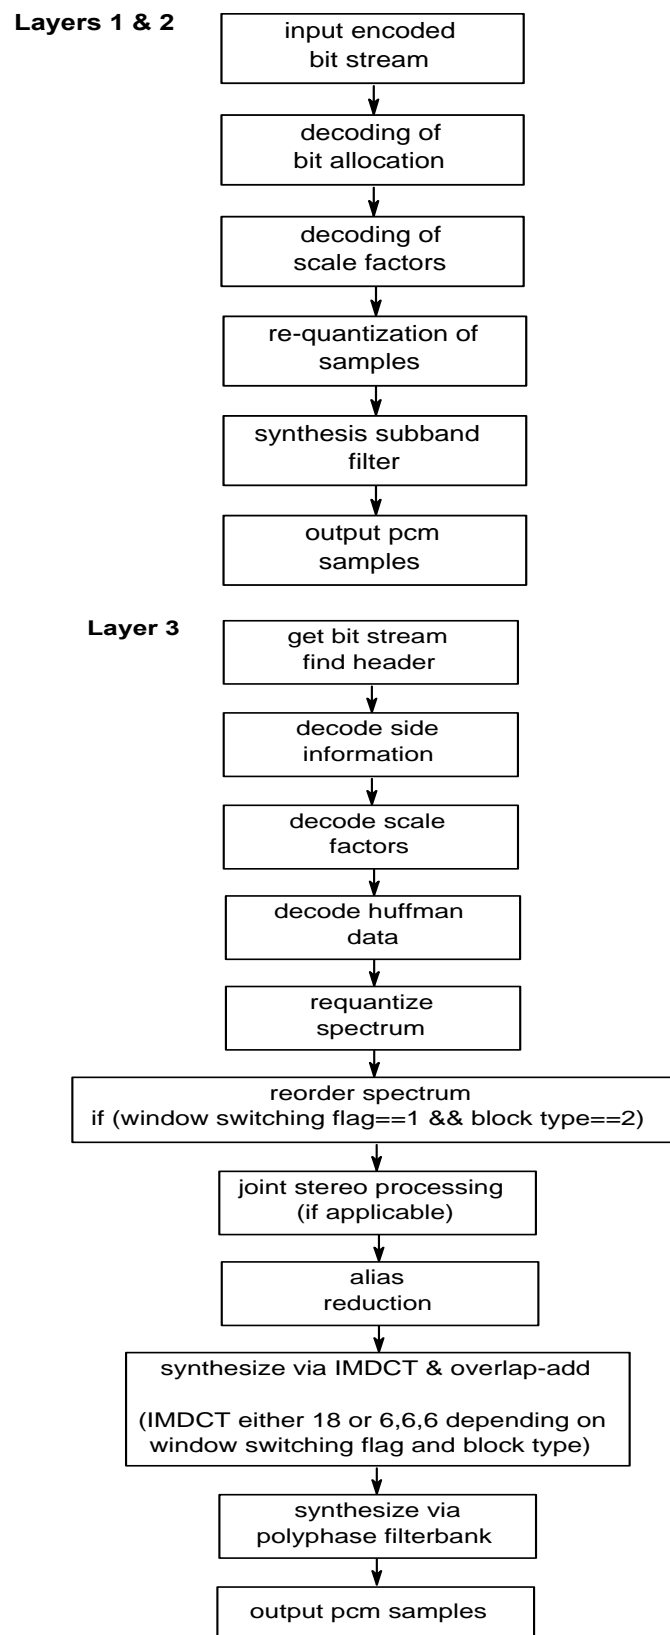 Layers 1 & 2
input encoded
bit stream
decoding of
bit allocation
decoding of
scale factors
re-quantization of
samples
synthesis subband
filter
output pcm
samples
Layer 3
get bit stream
find header
decode side
information
decode scale
factors
decode huffman
data
requantize
spectrum
reorder spectrum
if (window switching flag==1 && block type==2)
joint stereo processing
(if applicable)
alias
reduction
synthesize via IMDCT & overlap-add
(IMDCT either 18 or 6,6,6 depending on
window switching flag and block type)
synthesize via
polyphase filterbank
output pcm samples